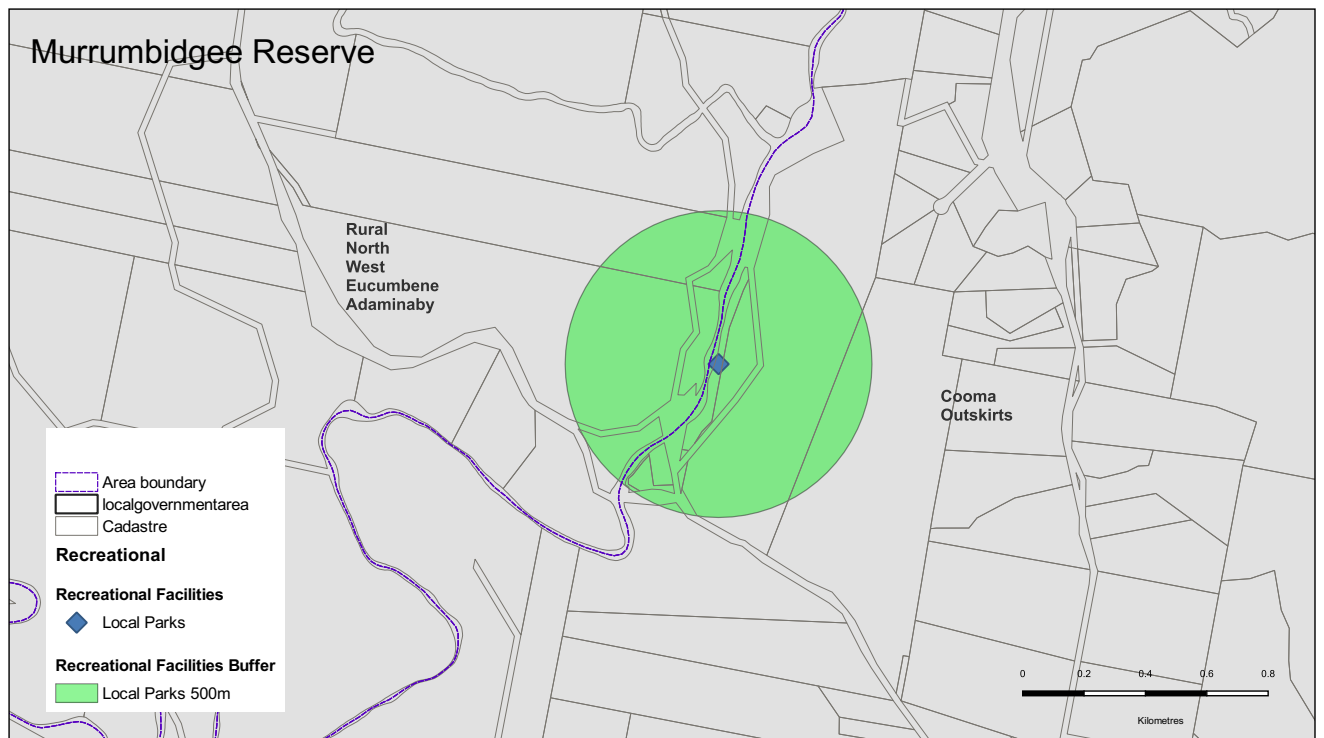 Murrumbidgee Reserve
Rural
North
West
Eucumbene
Adaminaby
Cooma
Outskirts
Area boundary
localgovernmentarea
Cadastre
Recreational
Recreational Facilities
Local Parks
Recreational Facilities Buffer
Local Parks 500m
0 0.2 0.4 0.6 0.8
Kilometres